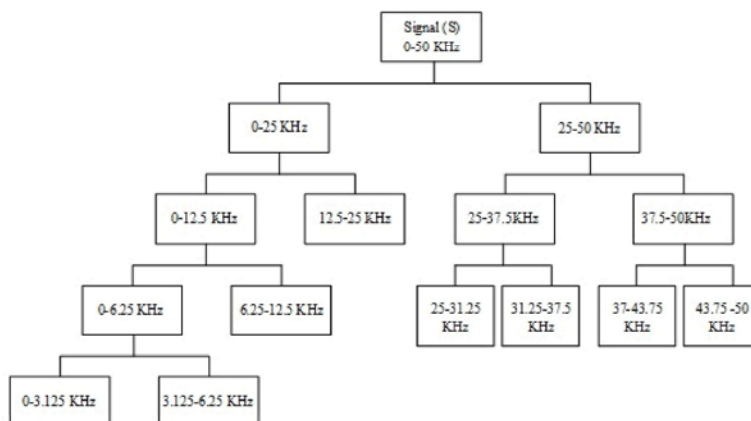 Signal (S)
0-50 KHz
0-25 KHz
25-50 KHz
0-12.5 KHz
12.5-25 KHz
25-37.5KHz
37.5-50KHz
0-6.25 KHz
6.25-12.5 KHz
25-31.25
KHz
31.25-37.5
KHz
37-43.75
KHz
43.75 -50
KHz
0-3.125 KHz
3.125-6.25 KHz